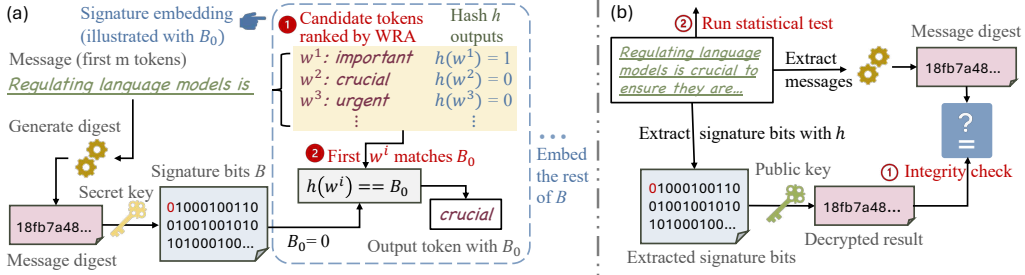 (a)
Signature embedding
(illustrated with B₀)
Message (first m tokens)
Regulating language models is
Generate digest
Secret key
18fb7a48...
Message digest
Signature bits B
01000100110
01001001010
101000100...
B₀= 0
1 Candidate tokens
ranked by WRA
Hash h
outputs
w¹: important h(w¹) = 1
w²: crucial h(w²) = 0
w³: urgent h(w³) = 0
⋮ ⋮
2 First wⁱ matches B₀
h(wⁱ) == B₀
crucial
Output token with B₀
...
Embed
the rest
of B
(b)
② Run statistical test
Regulating language
models is crucial to
ensure they are...
Extract
messages
Message digest
18fb7a48...
?
=
Extract signature bits with h
① Integrity check
Public key
01000100110
01001001010
101000100...
Extracted signature bits
18fb7a48...
Decrypted result